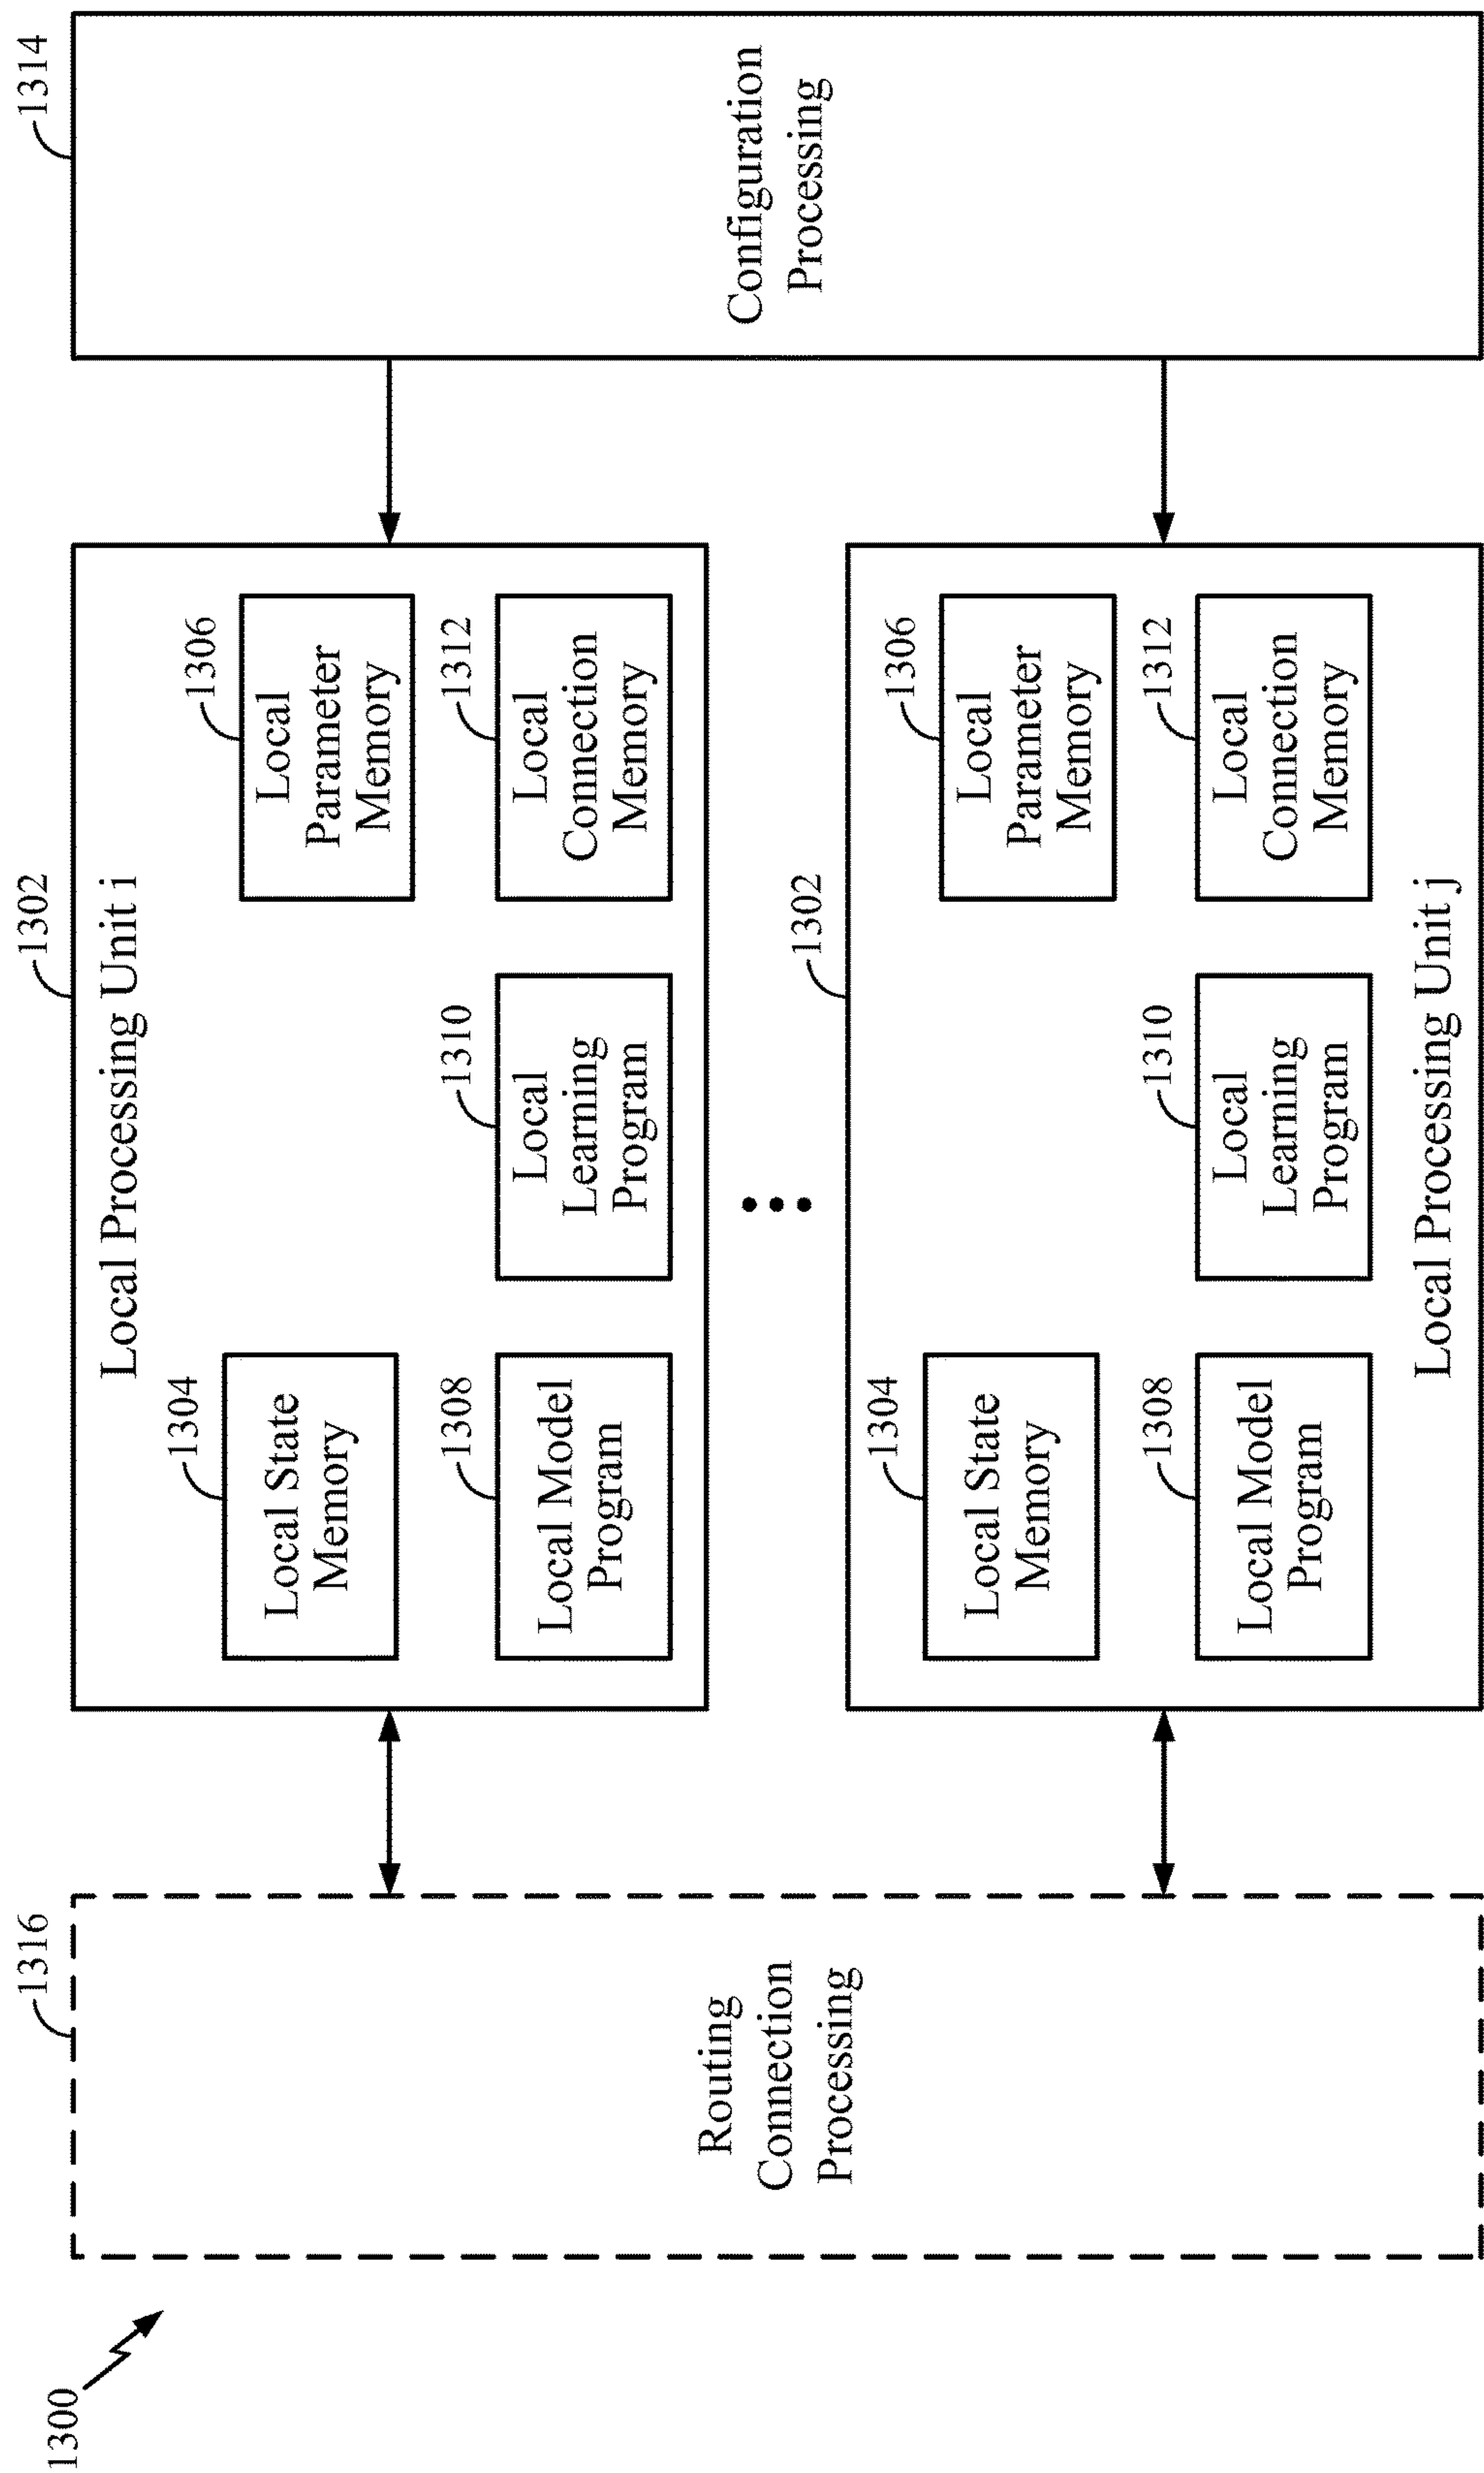 1300
1316
Routing
Connection
Processing
1302
Local Processing Unit i
1304
Local State
Memory
1306
Local
Parameter
Memory
1308
Local Model
Program
1310
Local
Learning
Program
1312
Local
Connection
Memory
1302
1304
Local State
Memory
1306
Local
Parameter
Memory
1308
Local Model
Program
1310
Local
Learning
Program
1312
Local
Connection
Memory
Local Processing Unit j
1314
Configuration
Processing